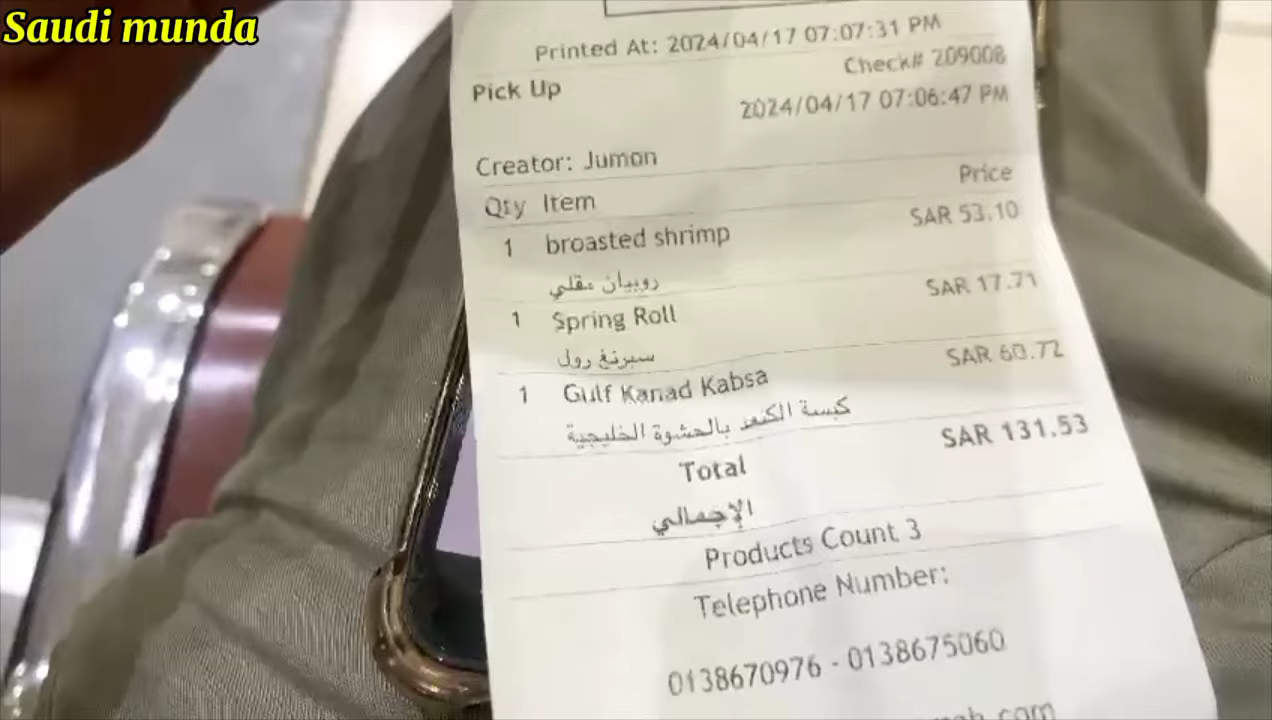 Saudi munda
Printed At: 2024/04/17 07:07:31 PM
Pick Up
Check# 209008
2024/04/17 07:06:47 PM
Creator: Jumon
Qty Item Price
1 broasted shrimp SAR 53.10
روبيان مقلي
1 Spring Roll SAR 17.71
سبرنغ رول
1 Gulf Kanad Kabsa SAR 60.72
كبسة الكنعد بالحشوة الخليجية
Total SAR 131.53
الإجمالي
Products Count 3
Telephone Number:
0138670976 - 0138675060
.com